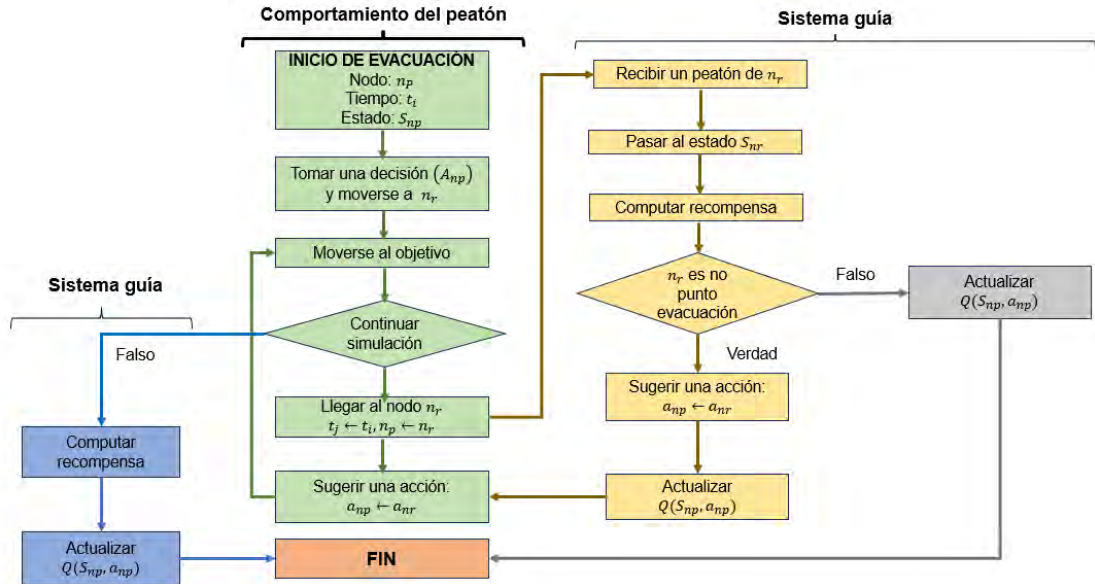 Comportamiento del peatón
INICIO DE EVACUACIÓN
Nodo: n_p
Tiempo: t_i
Estado: S_np
Tomar una decisión (A_np)
y moverse a n_r
Moverse al objetivo
Continuar
simulación
Llegar al nodo n_r
t_j ← t_i, n_p ← n_r
Sugerir una acción:
a_np ← a_nr
FIN
Sistema guía
Falso
Computar
recompensa
Actualizar
Q(S_np, a_np)
Sistema guía
Recibir un peatón de n_r
Pasar al estado S_nr
Computar recompensa
n_r es no
punto
evacuación
Falso
Actualizar
Q(S_np, a_np)
Verdad
Sugerir una acción:
a_np ← a_nr
Actualizar
Q(S_np, a_np)